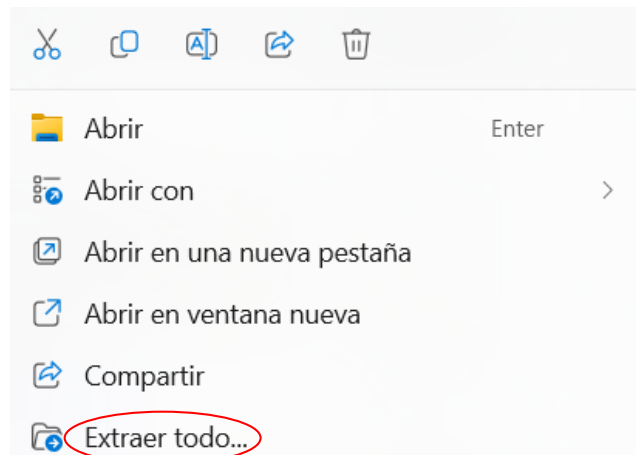 A
Abrir Enter
Abrir con
Abrir en una nueva pestaña
Abrir en ventana nueva
Compartir
Extraer todo...